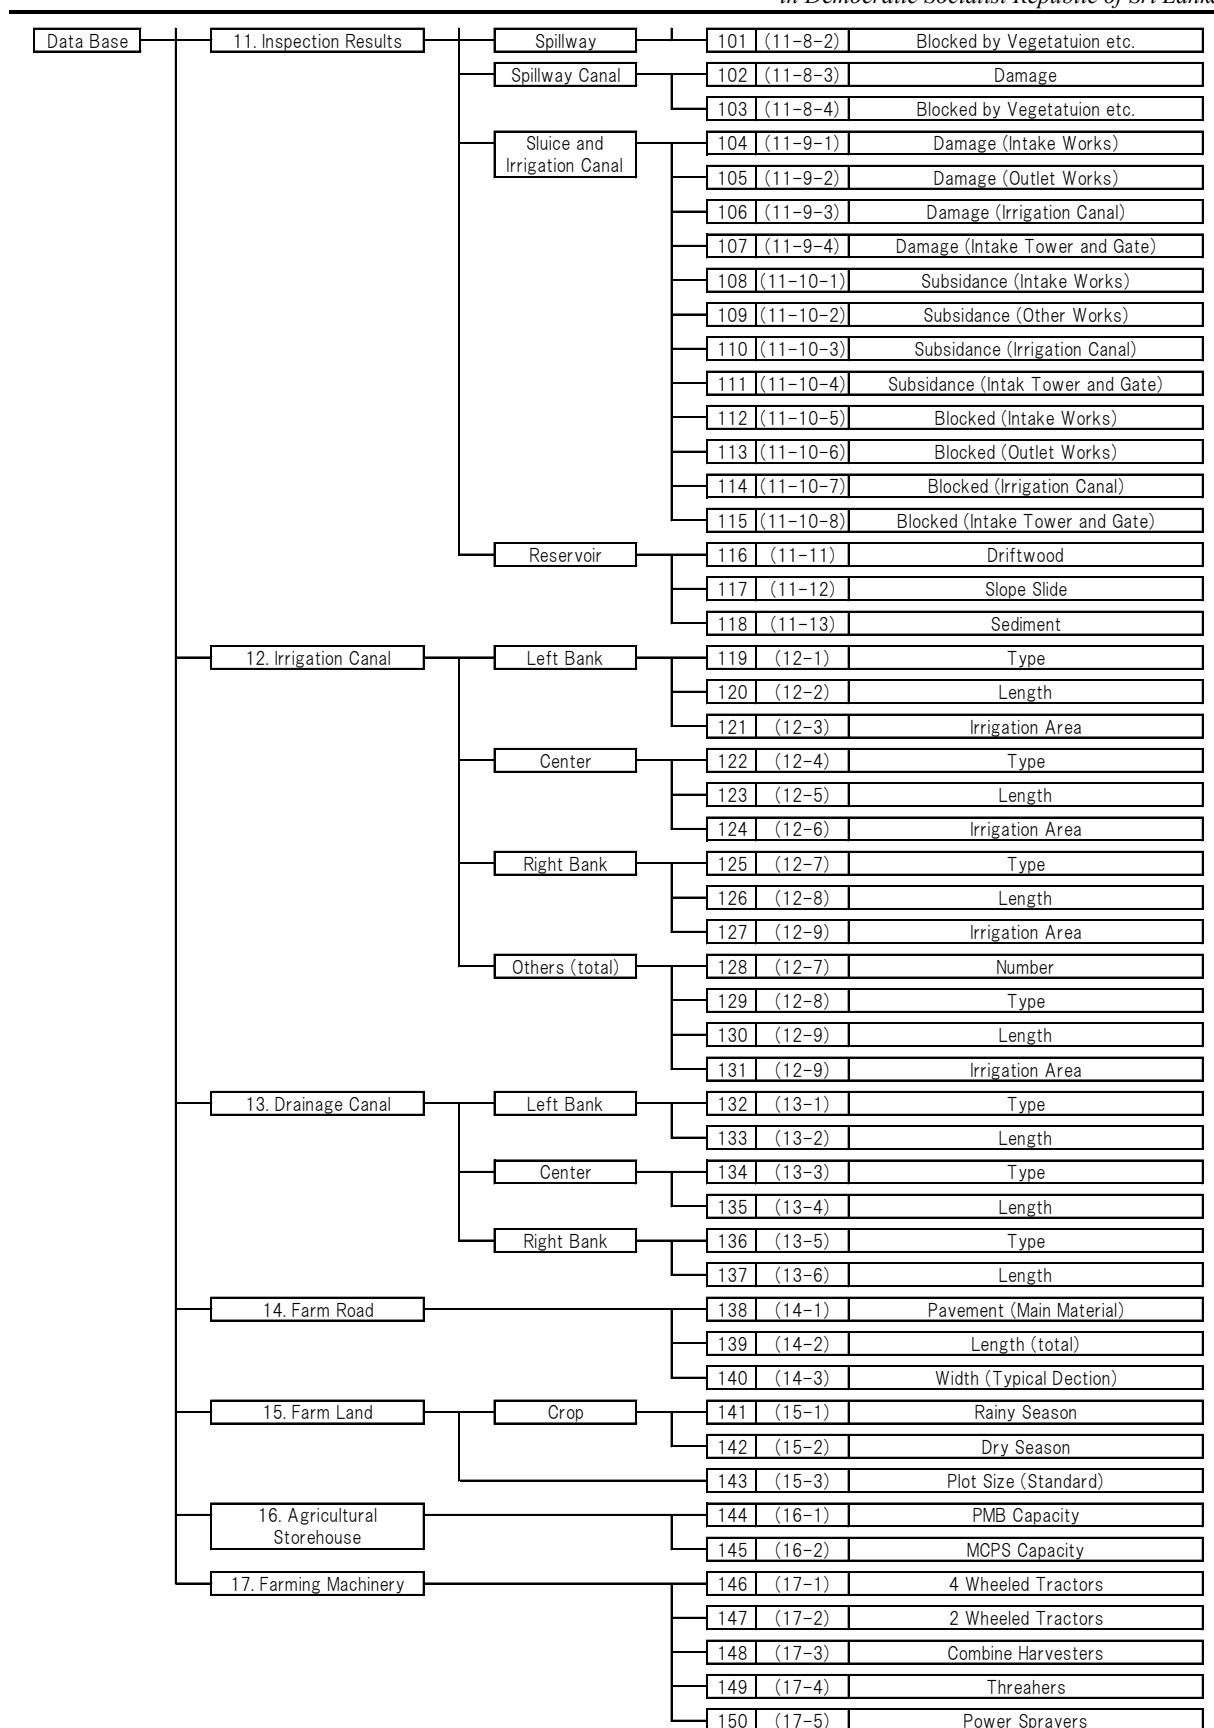 in Democratic Socialist Republic of Sri Lanka
Data Base 11. Inspection Results Spillway 101 (11-8-2) Blocked by Vegetatuion etc.
Spillway Canal 102 (11-8-3) Damage
103 (11-8-4) Blocked by Vegetatuion etc.
Sluice and Irrigation Canal 104 (11-9-1) Damage (Intake Works)
105 (11-9-2) Damage (Outlet Works)
106 (11-9-3) Damage (Irrigation Canal)
107 (11-9-4) Damage (Intake Tower and Gate)
108 (11-10-1) Subsidance (Intake Works)
109 (11-10-2) Subsidance (Other Works)
110 (11-10-3) Subsidance (Irrigation Canal)
111 (11-10-4) Subsidance (Intak Tower and Gate)
112 (11-10-5) Blocked (Intake Works)
113 (11-10-6) Blocked (Outlet Works)
114 (11-10-7) Blocked (Irrigation Canal)
115 (11-10-8) Blocked (Intake Tower and Gate)
Reservoir 116 (11-11) Driftwood
117 (11-12) Slope Slide
118 (11-13) Sediment
12. Irrigation Canal Left Bank 119 (12-1) Type
120 (12-2) Length
121 (12-3) Irrigation Area
Center 122 (12-4) Type
123 (12-5) Length
124 (12-6) Irrigation Area
Right Bank 125 (12-7) Type
126 (12-8) Length
127 (12-9) Irrigation Area
Others (total) 128 (12-7) Number
129 (12-8) Type
130 (12-9) Length
131 (12-9) Irrigation Area
13. Drainage Canal Left Bank 132 (13-1) Type
133 (13-2) Length
Center 134 (13-3) Type
135 (13-4) Length
Right Bank 136 (13-5) Type
137 (13-6) Length
14. Farm Road 138 (14-1) Pavement (Main Material)
139 (14-2) Length (total)
140 (14-3) Width (Typical Dection)
15. Farm Land Crop 141 (15-1) Rainy Season
142 (15-2) Dry Season
143 (15-3) Plot Size (Standard)
16. Agricultural Storehouse 144 (16-1) PMB Capacity
145 (16-2) MCPS Capacity
17. Farming Machinery 146 (17-1) 4 Wheeled Tractors
147 (17-2) 2 Wheeled Tractors
148 (17-3) Combine Harvesters
149 (17-4) Threahers
150 (17-5) Power Sprayers